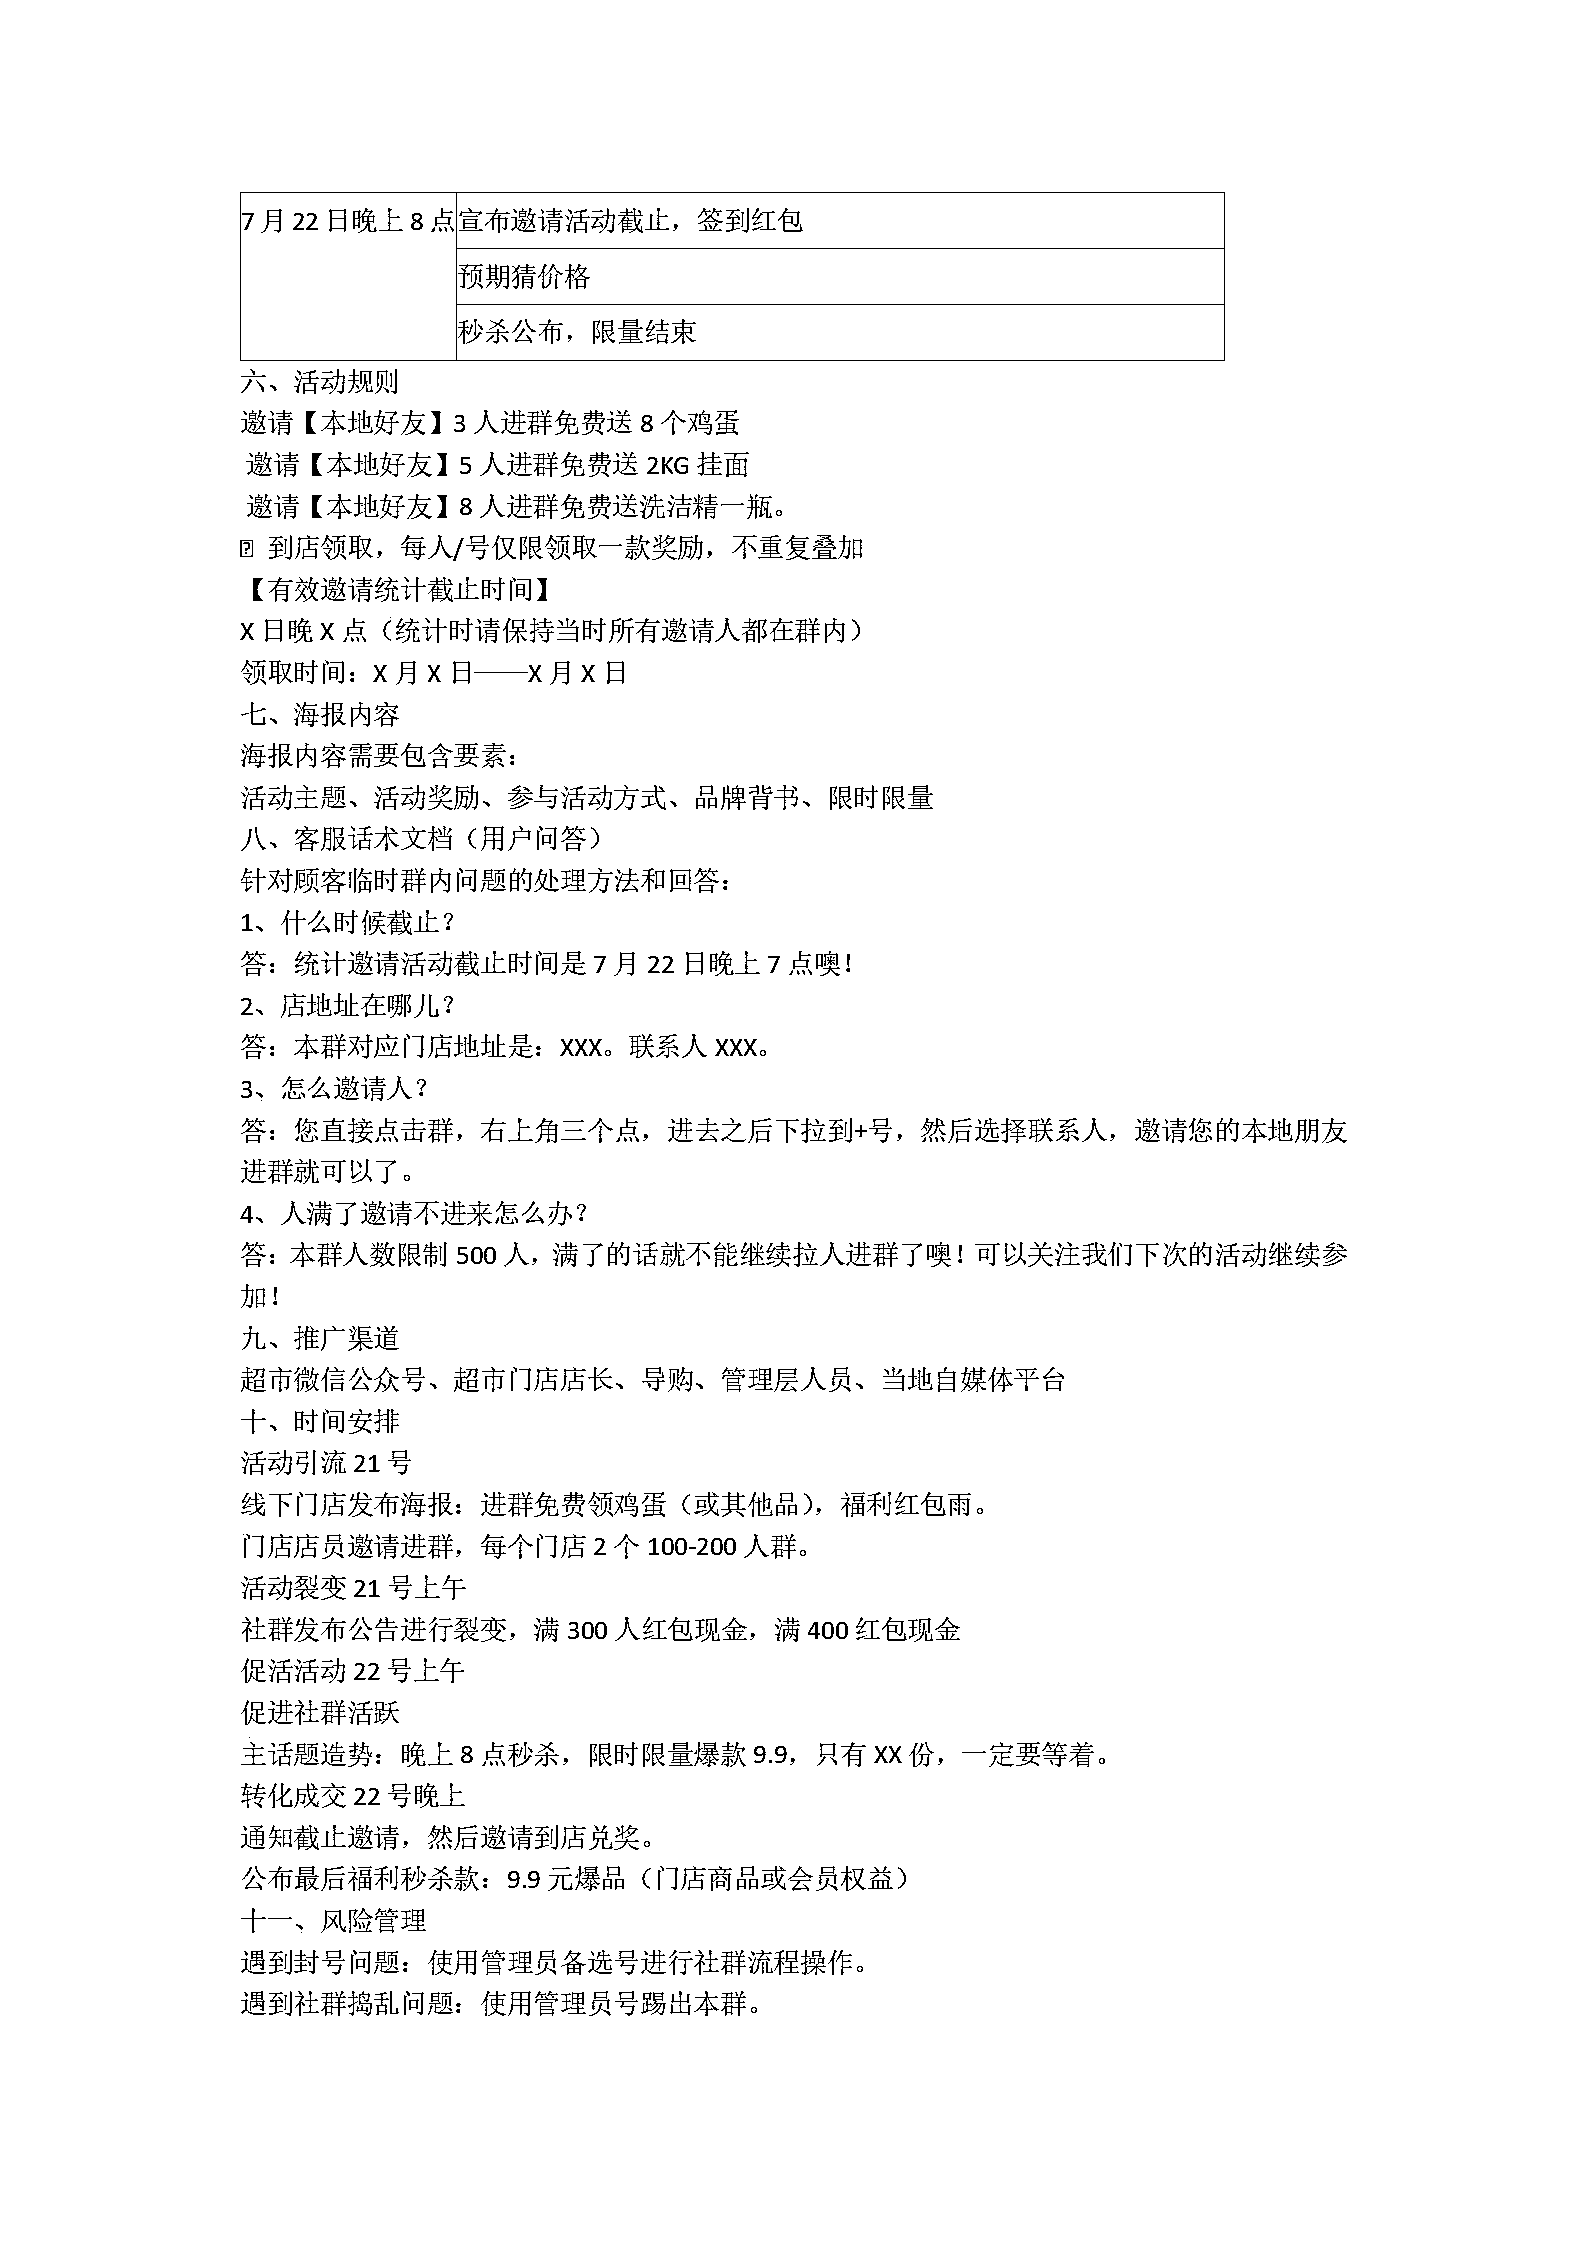 7月22日晚上8点 宣布邀请活动截止，签到红包
预期猜价格
秒杀公布，限量结束
六、活动规则
邀请【本地好友】3人进群免费送8个鸡蛋
邀请【本地好友】5人进群免费送2KG挂面
邀请【本地好友】8人进群免费送洗洁精一瓶。
到店领取，每人/号仅限领取一款奖励，不重复叠加
【有效邀请统计截止时间】
X日晚X点（统计时请保持当时所有邀请人都在群内）
领取时间：X月X日——X月X日
七、海报内容
海报内容需要包含要素：
活动主题、活动奖励、参与活动方式、品牌背书、限时限量
八、客服话术文档（用户问答）
针对顾客临时群内问题的处理方法和回答：
1、什么时候截止？
答：统计邀请活动截止时间是7月22日晚上7点噢！
2、店地址在哪儿？
答：本群对应门店地址是：XXX。联系人XXX。
3、怎么邀请人？
答：您直接点击群，右上角三个点，进去之后下拉到+号，然后选择联系人，邀请您的本地朋友
进群就可以了。
4、人满了邀请不进来怎么办？
答：本群人数限制500人，满了的话就不能继续拉人进群了噢！可以关注我们下次的活动继续参
加！
九、推广渠道
超市微信公众号、超市门店店长、导购、管理层人员、当地自媒体平台
十、时间安排
活动引流21号
线下门店发布海报：进群免费领鸡蛋（或其他品），福利红包雨。
门店店员邀请进群，每个门店2个100-200人群。
活动裂变21号上午
社群发布公告进行裂变，满300人红包现金，满400红包现金
促活活动22号上午
促进社群活跃
主话题造势：晚上8点秒杀，限时限量爆款9.9，只有XX份，一定要等着。
转化成交22号晚上
通知截止邀请，然后邀请到店兑奖。
公布最后福利秒杀款：9.9元爆品（门店商品或会员权益）
十一、风险管理
遇到封号问题：使用管理员备选号进行社群流程操作。
遇到社群捣乱问题：使用管理员号踢出本群。